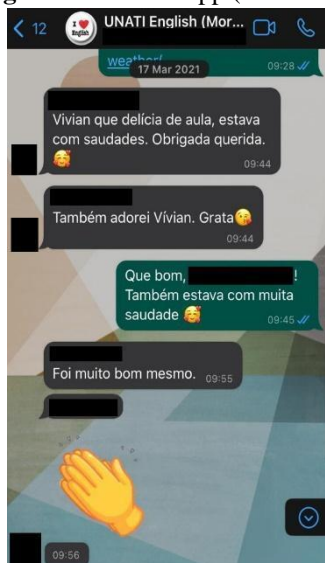 12
I ❤ English
UNATI English (Mor...
weather/
17 Mar 2021
09:28
Vivian que delícia de aula, estava
com saudades. Obrigada querida.
🥰
09:44
Também adorei Vívian. Grata😘
09:44
Que bom, !
Também estava com muita
saudade 🥰
09:45
Foi muito bom mesmo. 09:55
09:56